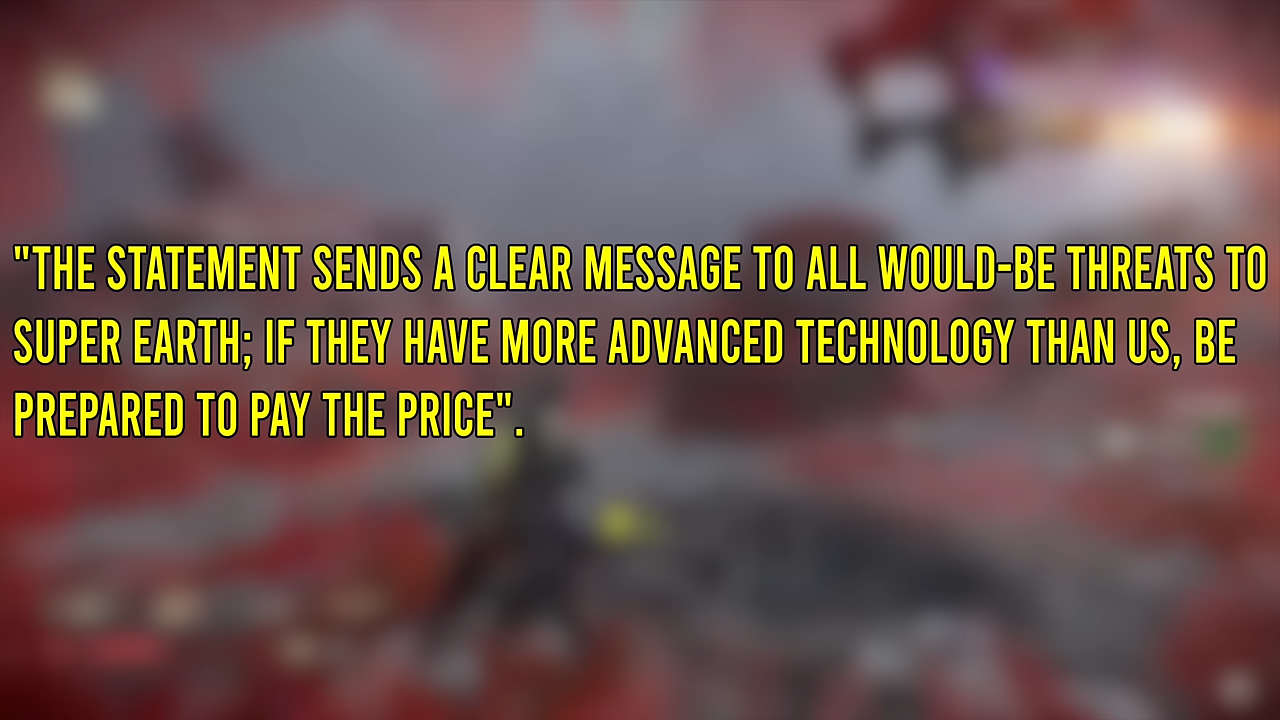 "THE STATEMENT SENDS A CLEAR MESSAGE TO ALL WOULD-BE THREATS TO
SUPER EARTH; IF THEY HAVE MORE ADVANCED TECHNOLOGY THAN US, BE
PREPARED TO PAY THE PRICE".